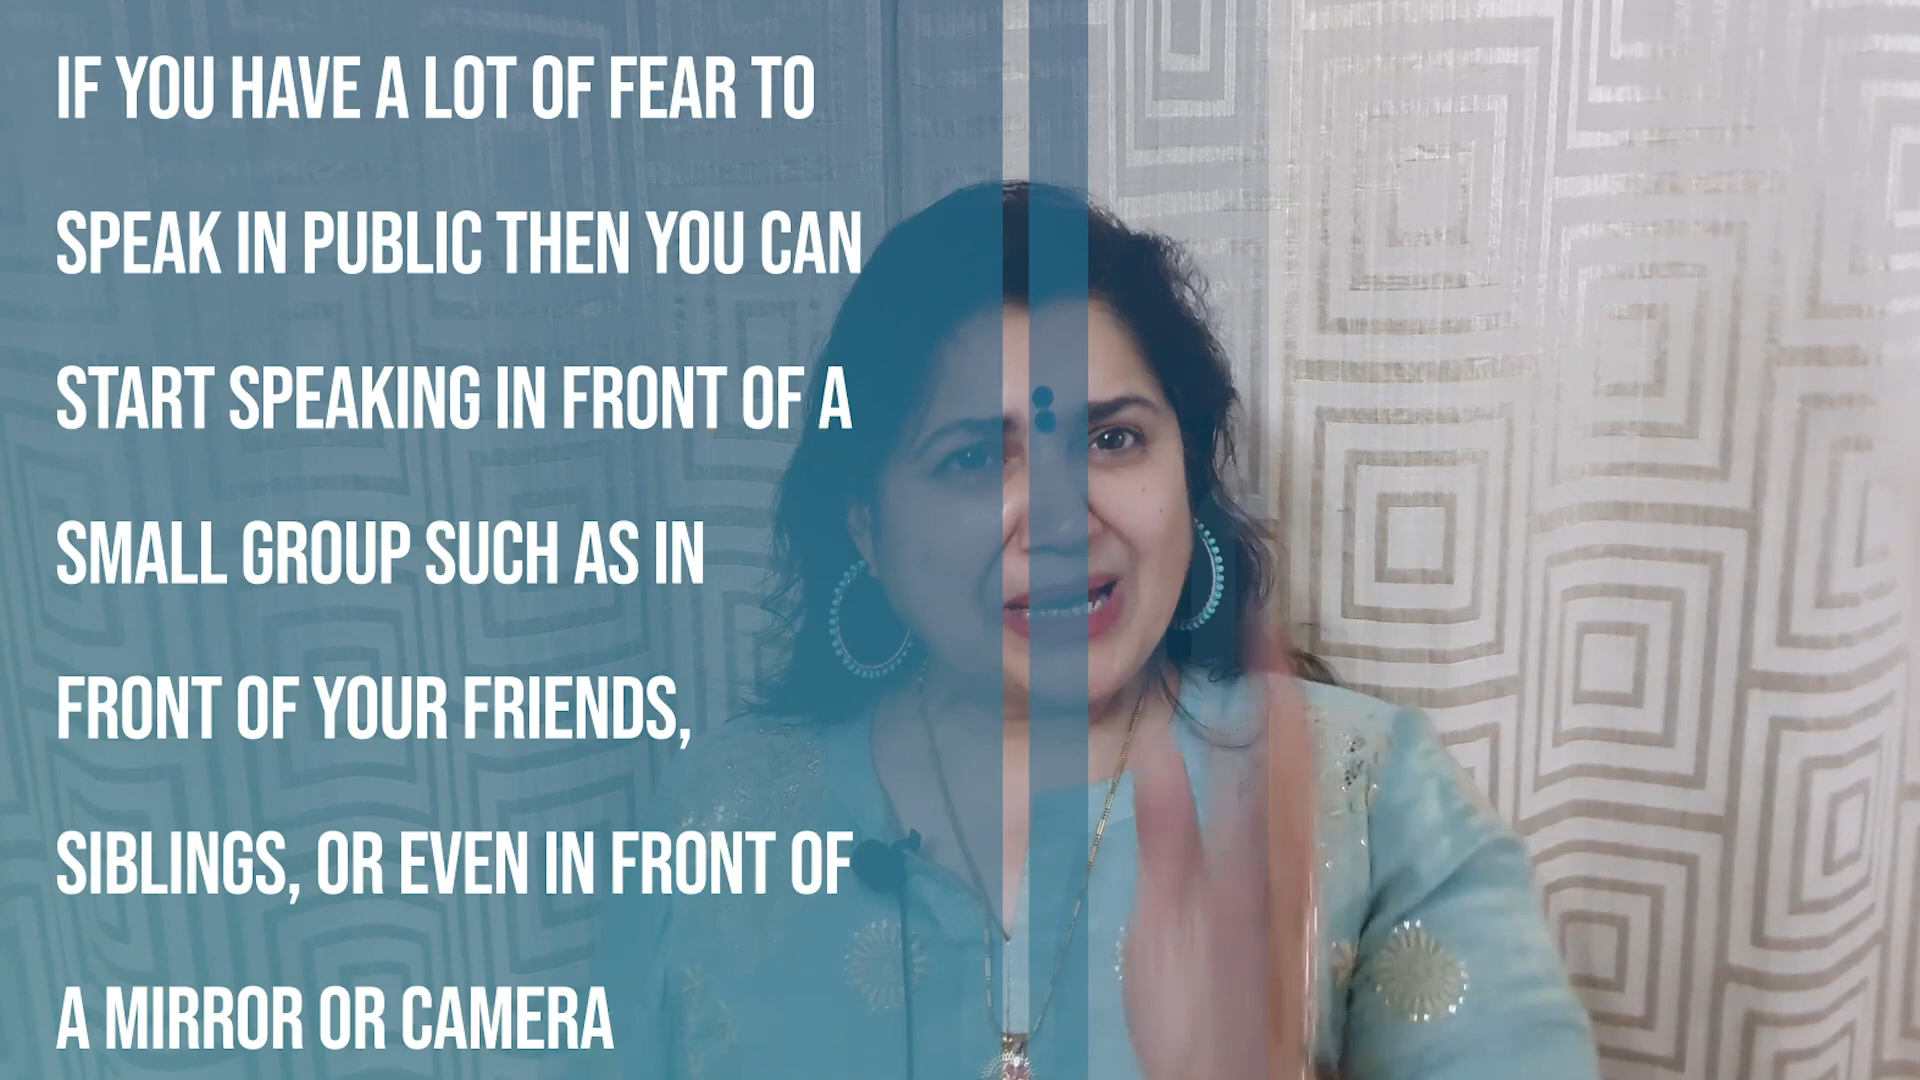 IF YOU HAVE A LOT OF FEAR TO
SPEAK IN PUBLIC THEN YOU CAN
START SPEAKING IN FRONT OF A
SMALL GROUP SUCH AS IN
FRONT OF YOUR FRIENDS,
SIBLINGS, OR EVEN IN FRONT OF
A MIRROR OR CAMERA